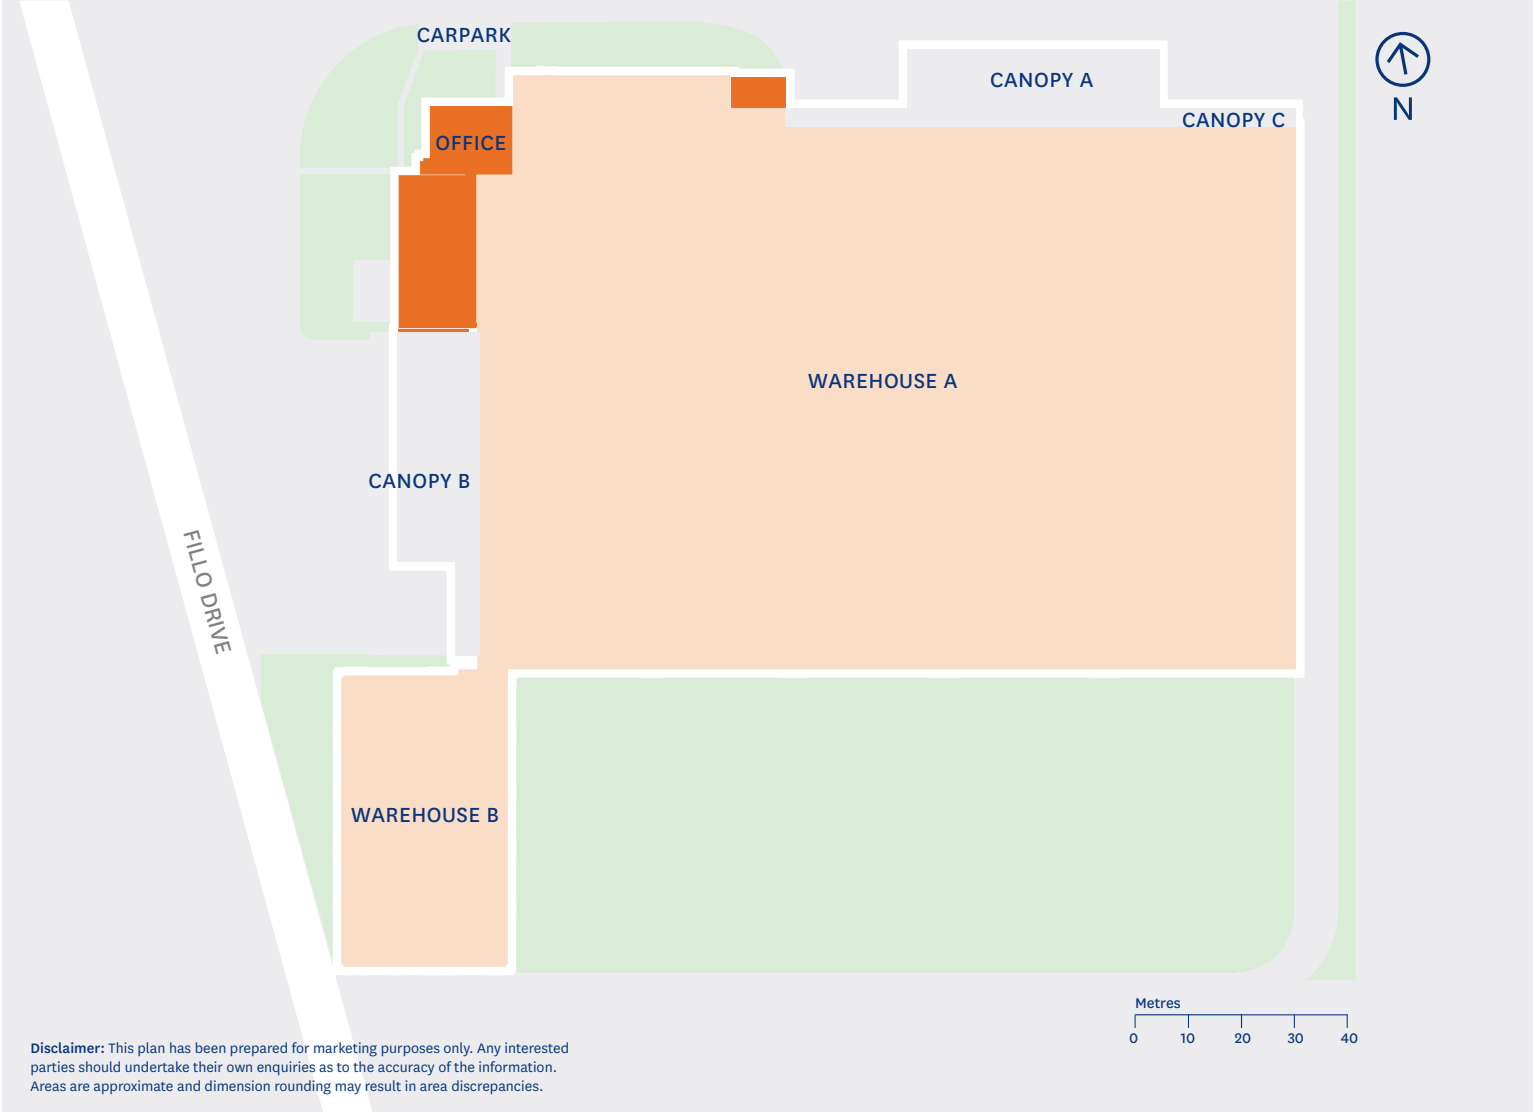 CARPARK
CANOPY A
N
CANOPY C
OFFICE
WAREHOUSE A
CANOPY B
FILLO DRIVE
WAREHOUSE B
Metres
0 10 20 30 40
Disclaimer: This plan has been prepared for marketing purposes only. Any interested
parties should undertake their own enquiries as to the accuracy of the information.
Areas are approximate and dimension rounding may result in area discrepancies.